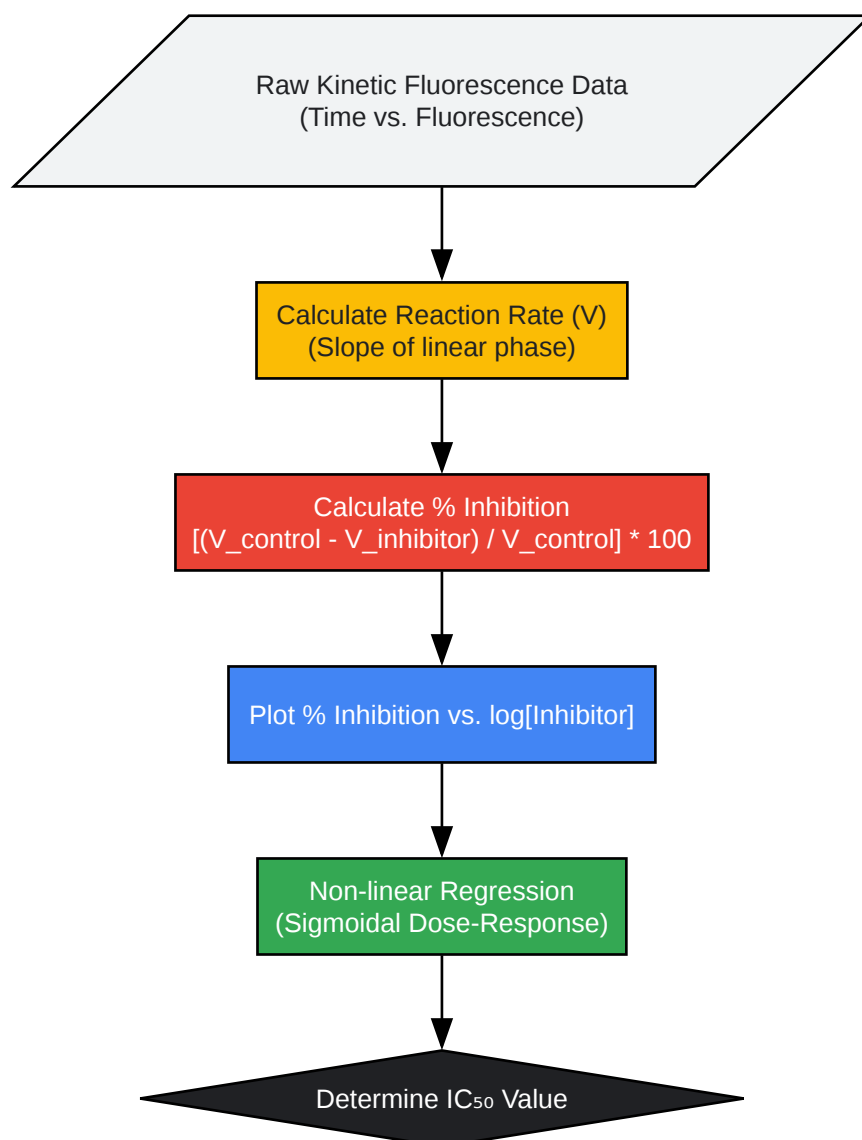 Raw Kinetic Fluorescence Data
(Time vs. Fluorescence)
Calculate Reaction Rate (V)
(Slope of linear phase)
Calculate % Inhibition
[(V_control - V_inhibitor) / V_control] * 100
Plot % Inhibition vs. log[Inhibitor]
Non-linear Regression
(Sigmoidal Dose-Response)
Determine IC₅₀ Value